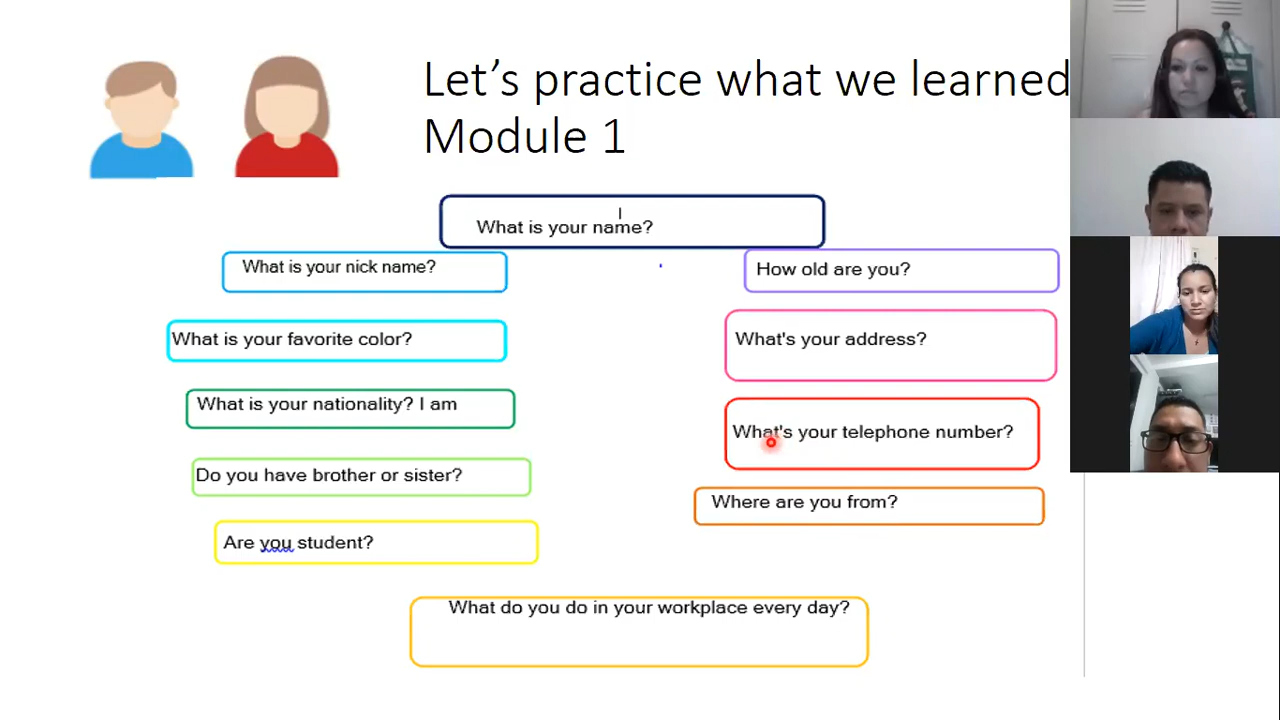 Let's practice what we learned
Module 1
What is your name?
What is your nick name?
How old are you?
What is your favorite color?
What's your address?
What is your nationality? I am
What's your telephone number?
Do you have brother or sister?
Where are you from?
Are you student?
What do you do in your workplace every day?